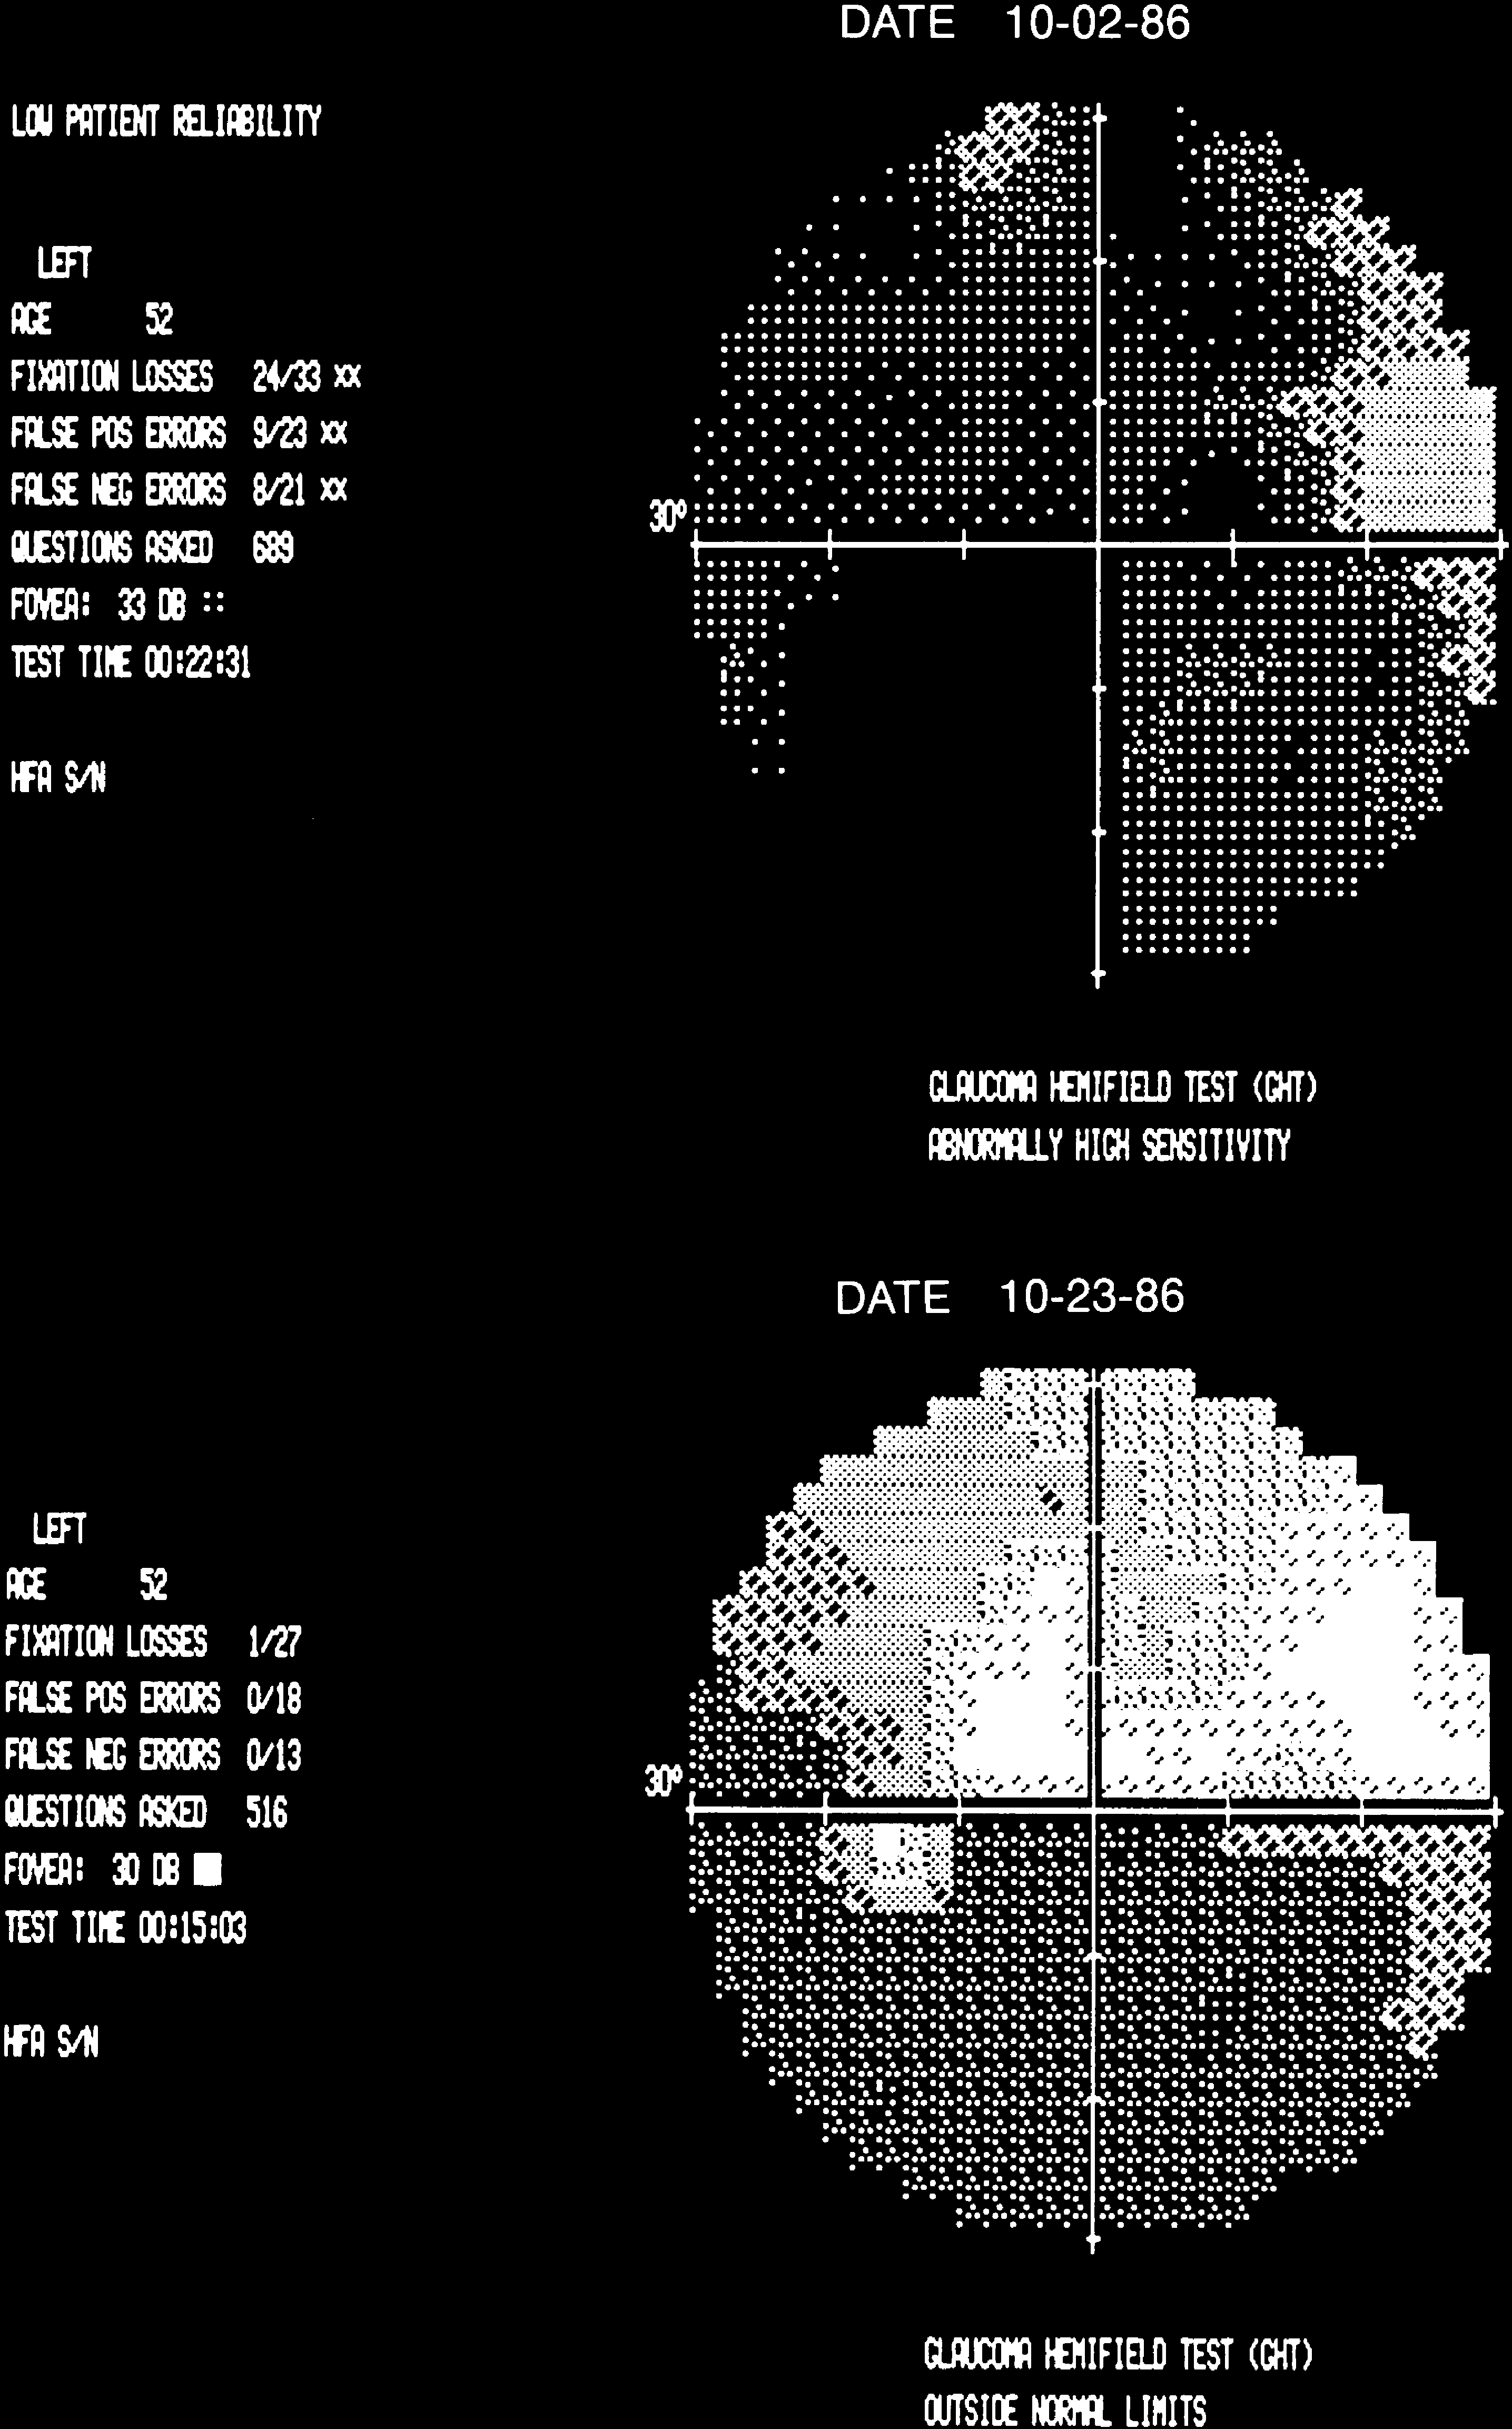 DATE 10-02-86
LOW PATIENT RELIABILITY
LEFT
AGE 52
FIXATION LOSSES 24/33 XX
FALSE POS ERRORS 9/23 XX
FALSE NEG ERRORS 8/21 XX
QUESTIONS ASKED 689
FOVEA: 33 DB ::
TEST TIME 00:22:31
HFA S/N
30º
GLAUCOMA HEMIFIELD TEST (GHT)
ABNORMALLY HIGH SENSITIVITY
DATE 10-23-86
LEFT
AGE 52
FIXATION LOSSES 1/27
FALSE POS ERRORS 0/18
FALSE NEG ERRORS 0/13
QUESTIONS ASKED 516
FOVEA: 30 DB ■
TEST TIME 00:15:03
HFA S/N
30º
GLAUCOMA HEMIFIELD TEST (GHT)
OUTSIDE NORMAL LIMITS